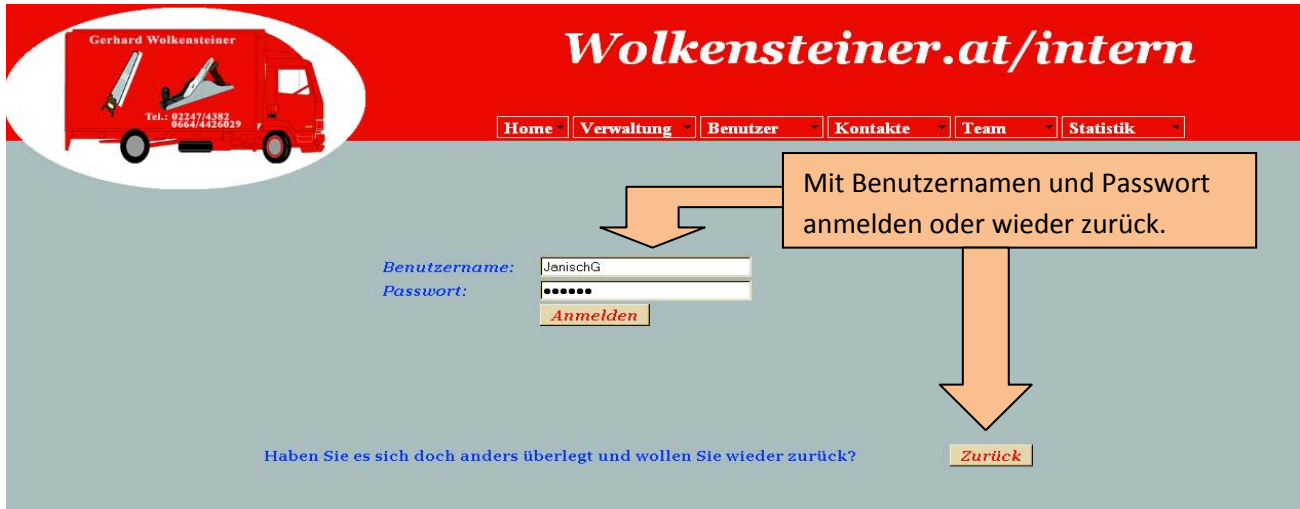 Gerhard Wolkensteiner
Tel.: 02247/4382
0664/4426029
Wolkensteiner.at/intern
Home Verwaltung Benutzer Kontakte Team Statistik
Mit Benutzernamen und Passwort
anmelden oder wieder zurück.
Benutzername: JanischG
Passwort: ••••••
Anmelden
Haben Sie es sich doch anders überlegt und wollen Sie wieder zurück? Zurück